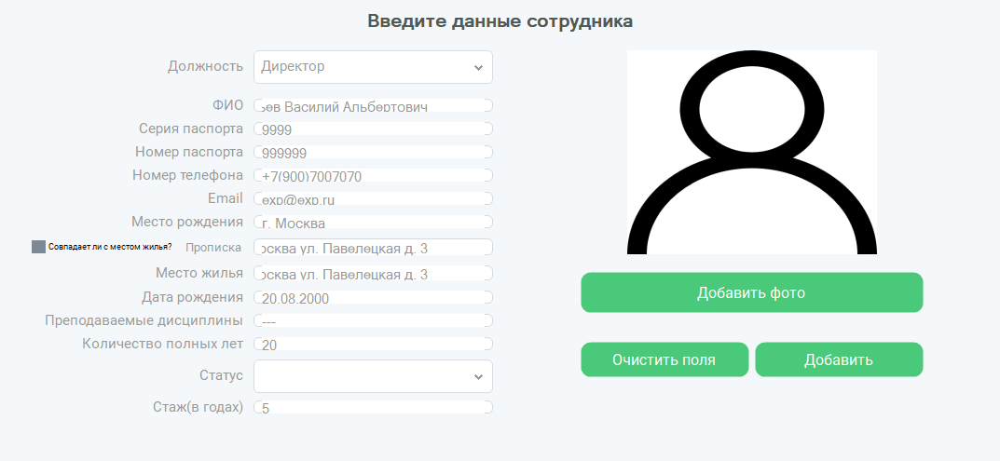 Введите данные сотрудника
Должность Директор
ФИО Василий Альбертович
Серия паспорта 9999
Номер паспорта 999999
Номер телефона +7(900)7007070
Email exp@exp.ru
Место рождения г. Москва
Совпадает ли с местом жилья? Прописка осква ул. Павелецкая д. 3
Место жилья осква ул. Павелецкая д. 3
Дата рождения 20.08.2000
Преподаваемые дисциплины ---
Количество полных лет 20
Статус
Стаж(в годах) 5
Добавить фото
Очистить поля Добавить